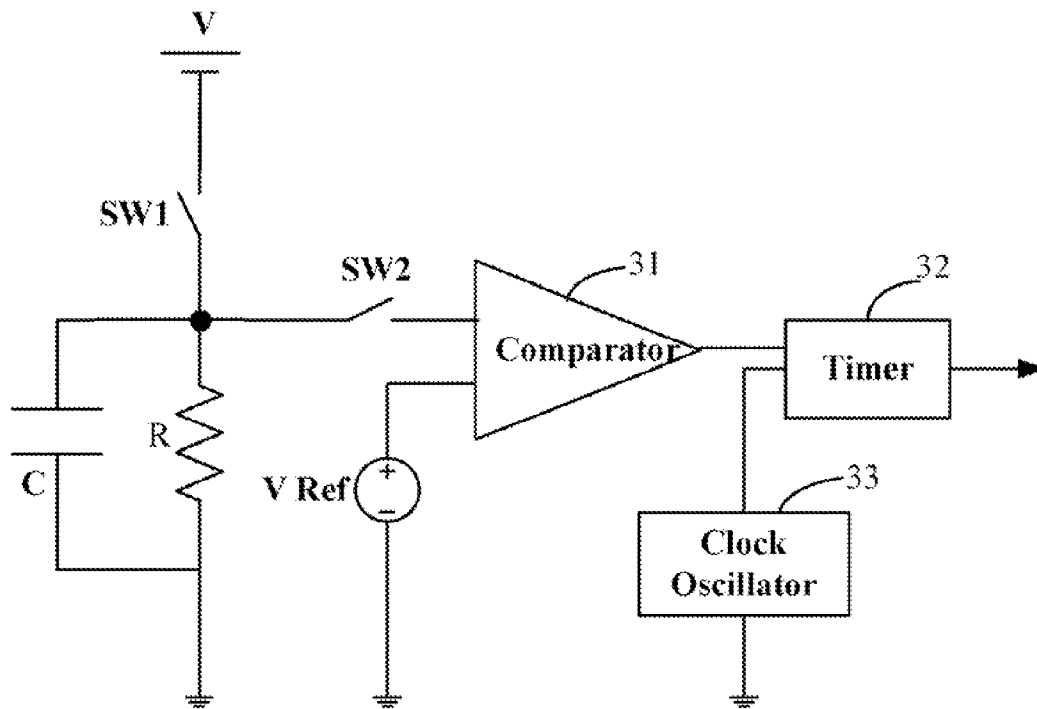 V
SW1
SW2
31
Comparator
32
Timer
R
C
V Ref
+
−
33
Clock
Oscillator